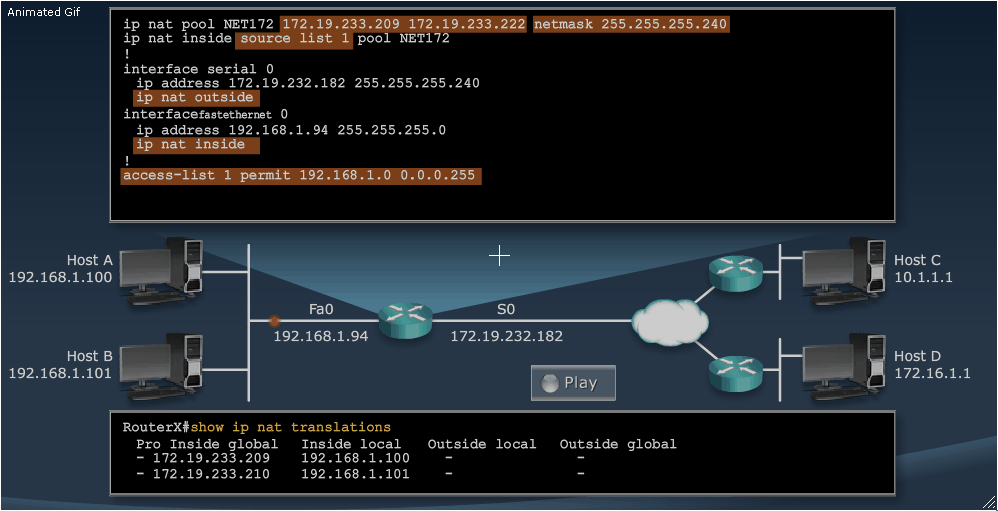 Animated Gif
ip nat pool NET172 172.19.233.209 172.19.233.222 netmask 255.255.255.240
ip nat inside source list 1 pool NET172
!
interface serial 0
ip address 172.19.232.182 255.255.255.240
ip nat outside
interfacefastethernet 0
ip address 192.168.1.94 255.255.255.0
ip nat inside
!
access-list 1 permit 192.168.1.0 0.0.0.255
Host A
192.168.1.100
Host C
10.1.1.1
Fa0
S0
192.168.1.94
172.19.232.182
Host B
192.168.1.101
Host D
172.16.1.1
Play
RouterX#show ip nat translations
Pro Inside global Inside local Outside local Outside global
- 172.19.233.209 192.168.1.100 - -
- 172.19.233.210 192.168.1.101 - -